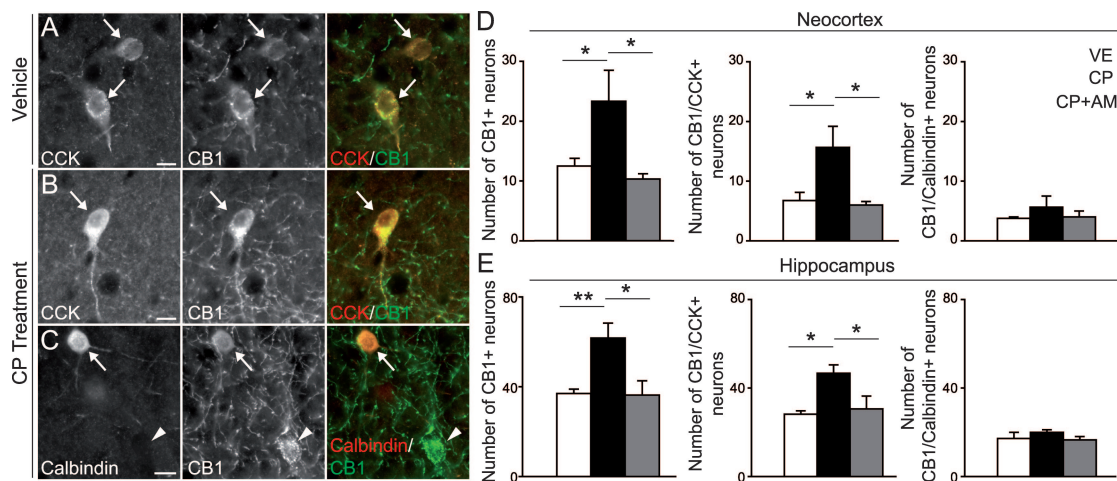 Vehicle
CP Treatment
A
CCK
CB1
CCK/CB1
B
CCK
CB1
CCK/CB1
C
Calbindin
CB1
Calbindin/
CB1
D
Neocortex
Number of CB1+ neurons
30
20
10
0
*
*
Number of CB1/CCK+
neurons
30
20
10
0
*
*
Number of
CB1/Calbindin+ neurons
30
20
10
0
VE
CP
CP+AM
E
Hippocampus
Number of CB1+ neurons
80
40
0
**
*
Number of CB1/CCK+
neurons
80
40
0
*
*
Number of
CB1/Calbindin+ neurons
80
40
0